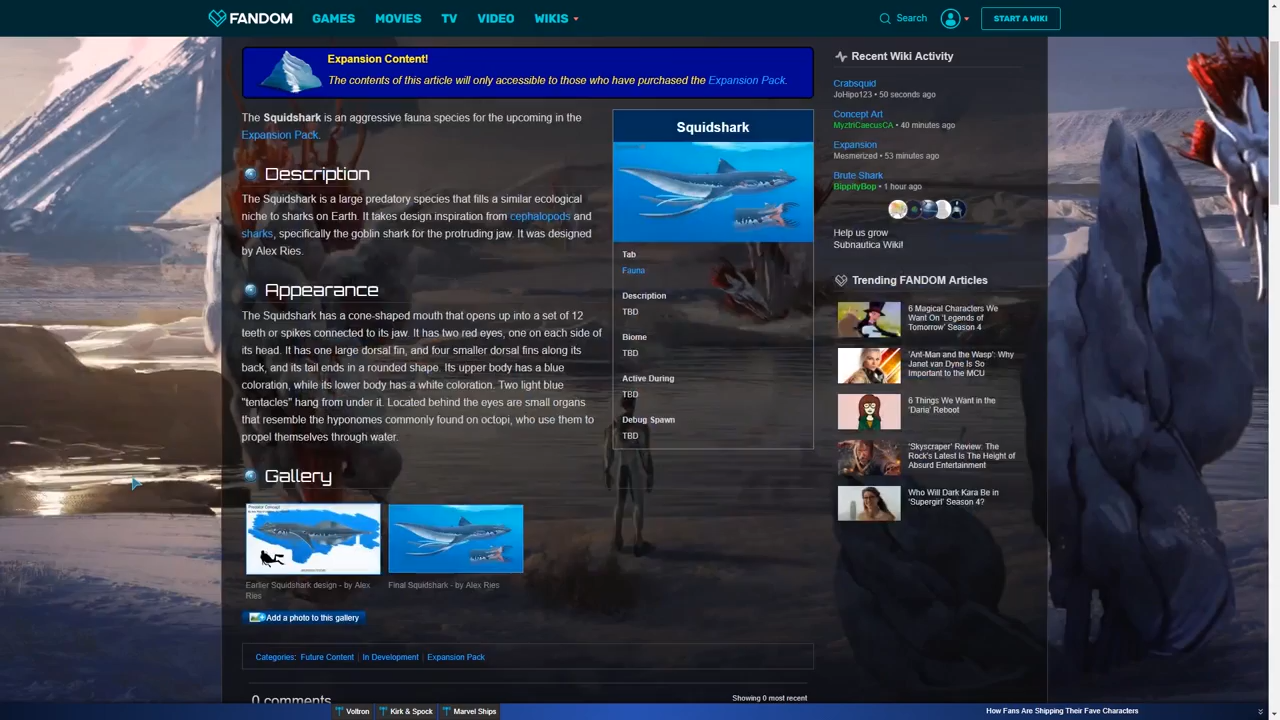 FANDOM GAMES MOVIES TV VIDEO WIKIS Search START A WIKI
Expansion Content!
The contents of this article will only accessible to those who have purchased the Expansion Pack.
The Squidshark is an aggressive fauna species for the upcoming in the
Expansion Pack.
Description
The Squidshark is a large predatory species that fills a similar ecological
niche to sharks on Earth. It takes design inspiration from cephalopods and
sharks, specifically the goblin shark for the protruding jaw. It was designed
by Alex Ries.
Appearance
The Squidshark has a cone-shaped mouth that opens up into a set of 12
teeth or spikes connected to its jaw. It has two red eyes, one on each side of
its head. It has one large dorsal fin, and four smaller dorsal fins along its
back, and its tail ends in a rounded shape. Its upper body has a blue
coloration, while its lower body has a white coloration. Two light blue
"tentacles" hang from under it. Located behind the eyes are small organs
that resemble the hyponomes commonly found on octopi, who use them to
propel themselves through water.
Gallery
Predator Concept
Earlier Squidshark design - by Alex
Ries
Final Squidshark - by Alex Ries
Add a photo to this gallery
Categories: Future Content In Development Expansion Pack
0 comments
Showing 0 most recent
Squidshark
Tab
Fauna
Description
TBD
Biome
TBD
Active During
TBD
Debug Spawn
TBD
Recent Wiki Activity
Crabsquid
JoHipo123 • 50 seconds ago
Concept Art
MyztriCaecusCA • 40 minutes ago
Expansion
Mesmerized • 53 minutes ago
Brute Shark
BippityBop • 1 hour ago
Help us grow
Subnautica Wiki!
Trending FANDOM Articles
6 Magical Characters We
Want On 'Legends of
Tomorrow' Season 4
'Ant-Man and the Wasp': Why
Janet van Dyne Is So
Important to the MCU
6 Things We Want in the
'Daria' Reboot
'Skyscraper' Review: The
Rock's Latest Is The Height of
Absurd Entertainment
Who Will Dark Kara Be in
'Supergirl' Season 4?
Voltron Kirk & Spock Marvel Ships
How Fans Are Shipping Their Fave Characters